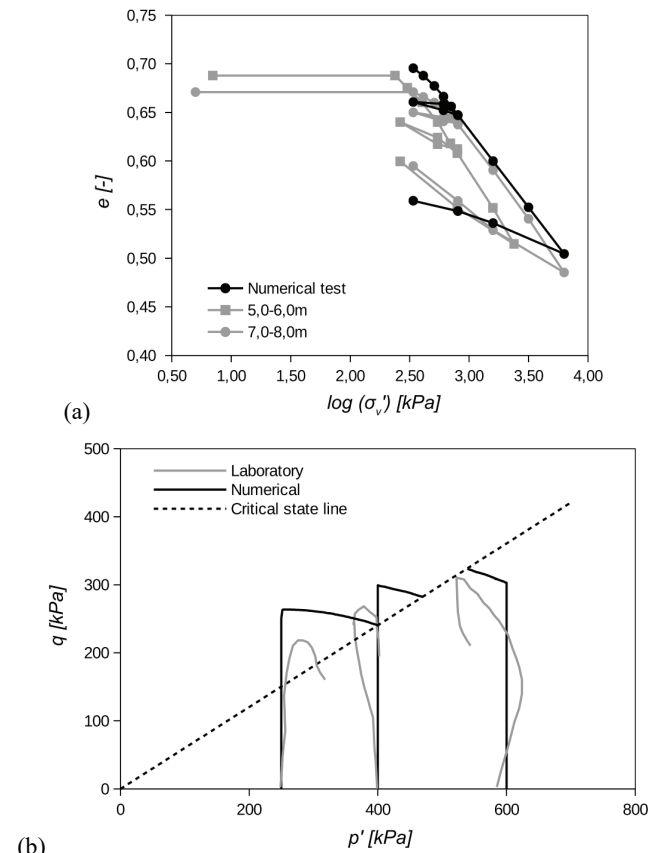 0,75
0,70
0,65
0,60
0,55
0,50
0,45
0,40
e [-]
Numerical test
5,0-6,0m
7,0-8,0m
0,50 1,00 1,50 2,00 2,50 3,00 3,50 4,00
log (σv') [kPa]
(a)
500
400
300
200
100
0
q [kPa]
Laboratory
Numerical
Critical state line
0 200 400 600 800
p' [kPa]
(b)